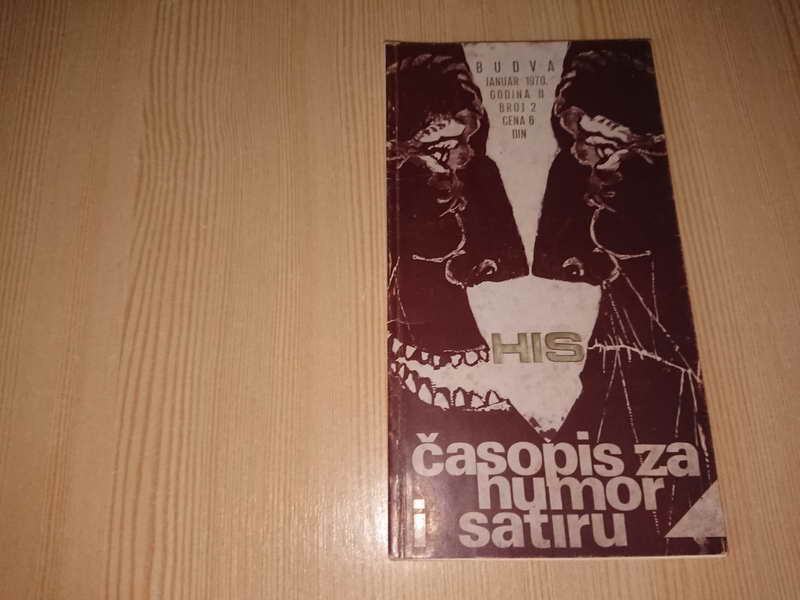 BUDVA
JANUAR 1970.
GODINA II
BROJ 2
CENA 6
DIN
HIS
časopis za
humor
i satiru